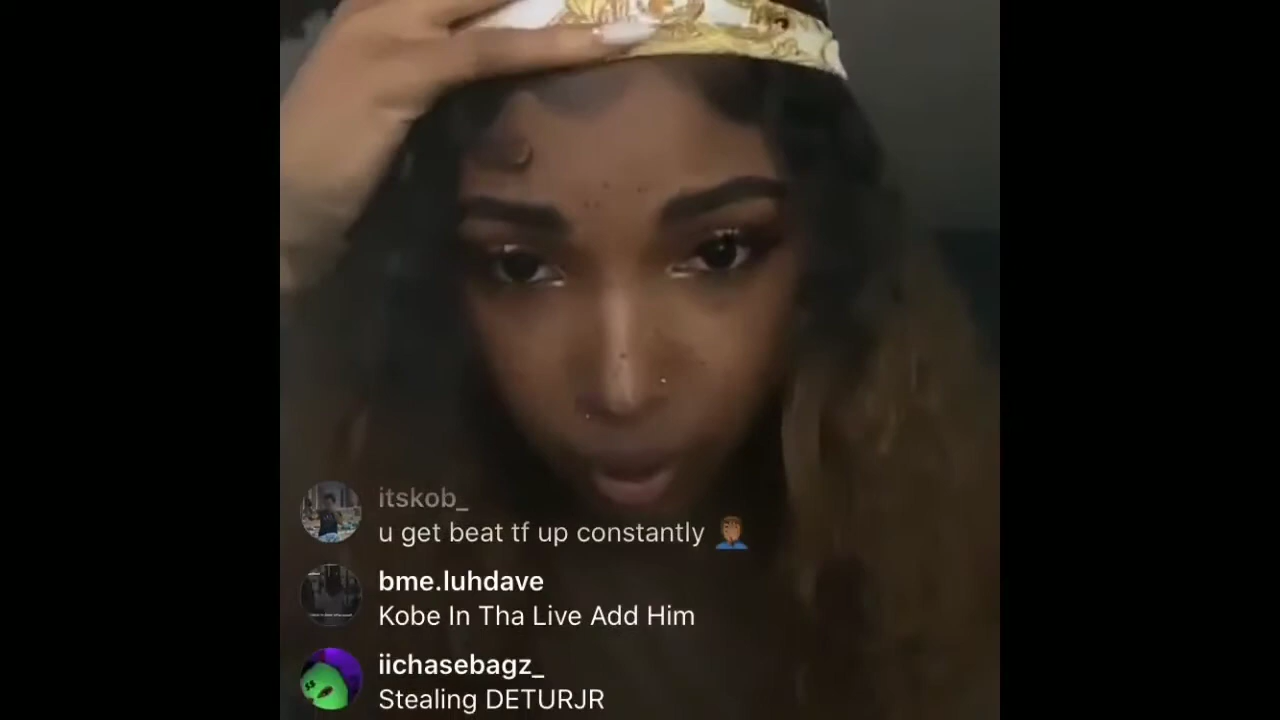 itskob_
u get beat tf up constantly 🤦🏽‍♂️
bme.luhdave
Kobe In Tha Live Add Him
iichasebagz_
Stealing DETURJR